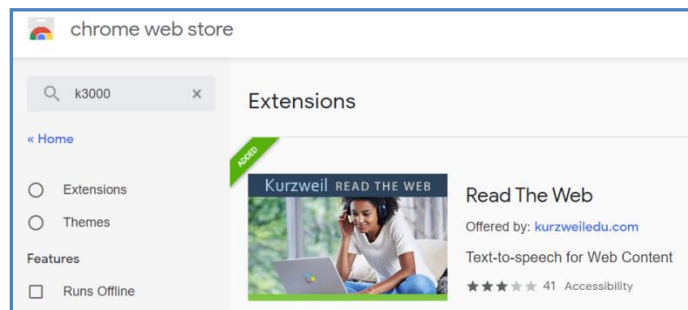 chrome web store
k3000
« Home
Extensions
Themes
Features
Runs Offline
Extensions
ADDED
Kurzweil READ THE WEB
Read The Web
Offered by: kurzweiledu.com
Text-to-speech for Web Content
41 Accessibility